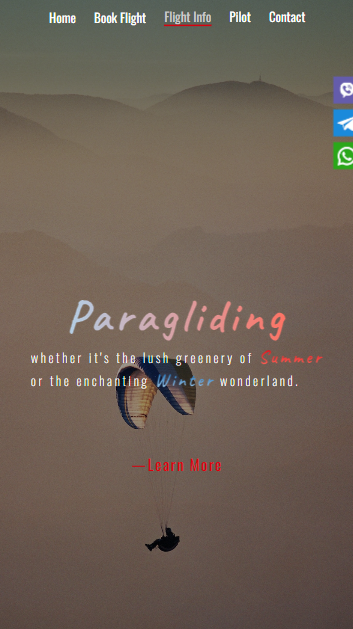 Home Book Flight Flight Info Pilot Contact
Paragliding
whether it's the lush greenery of Summer
or the enchanting Winter wonderland.
—Learn More